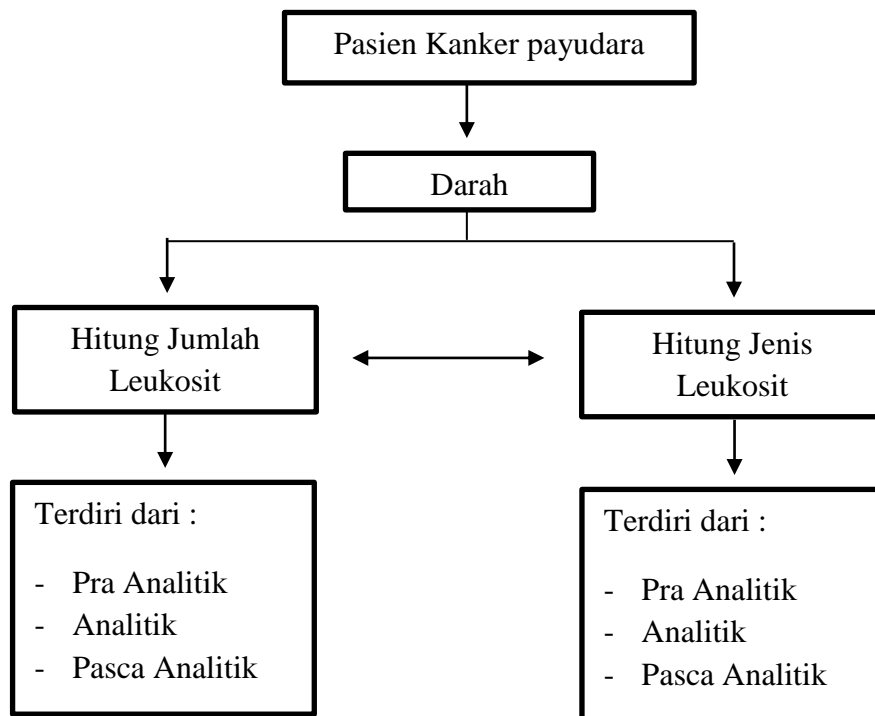 Pasien Kanker payudara
Darah
Hitung Jumlah
Leukosit
Hitung Jenis
Leukosit
Terdiri dari :
- Pra Analitik
- Analitik
- Pasca Analitik
Terdiri dari :
- Pra Analitik
- Analitik
- Pasca Analitik